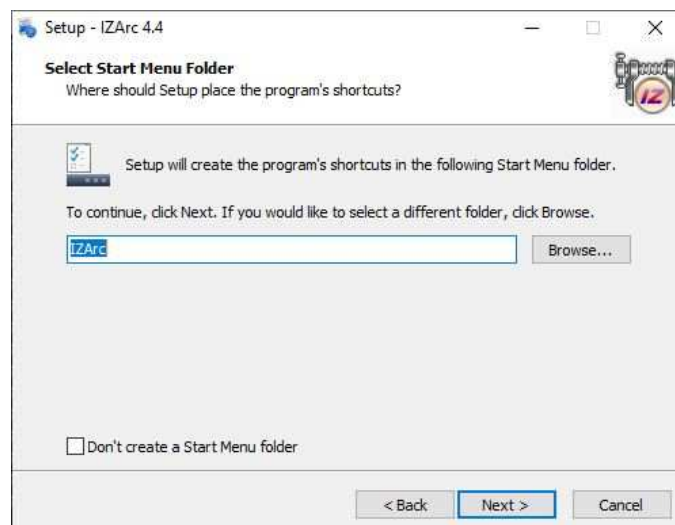 Setup - IZArc 4.4
Select Start Menu Folder
Where should Setup place the program's shortcuts?
IZ
Setup will create the program's shortcuts in the following Start Menu folder.
To continue, click Next. If you would like to select a different folder, click Browse.
IZArc
Browse...
Don't create a Start Menu folder
< Back
Next >
Cancel